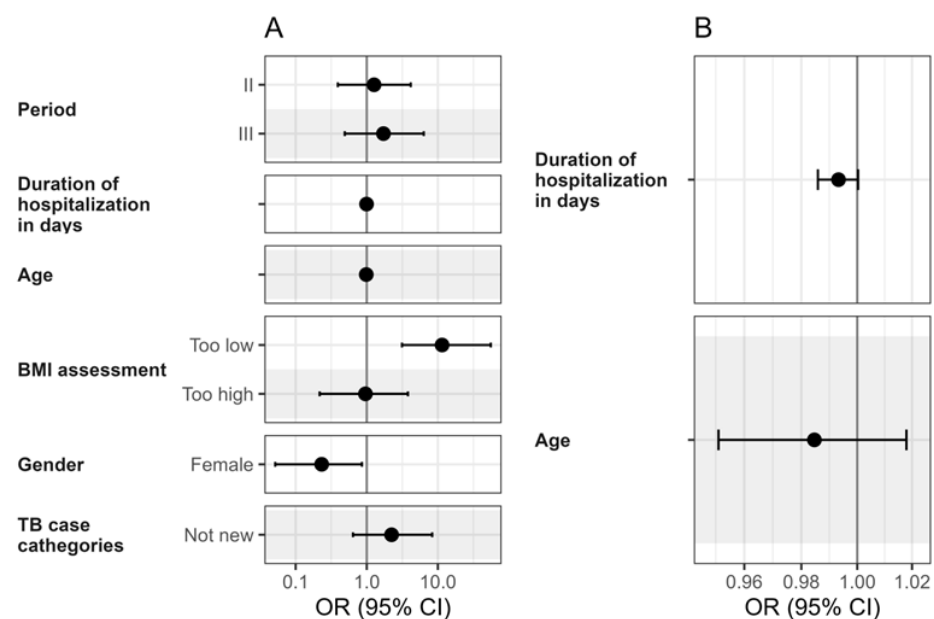 A
Period
II
III
Duration of
hospitalization
in days
Age
BMI assessment
Too low
Too high
Gender
Female
TB case
cathegories
Not new
0.1 1.0 10.0
OR (95% CI)
B
Duration of
hospitalization
in days
Age
0.96 0.98 1.00 1.02
OR (95% CI)